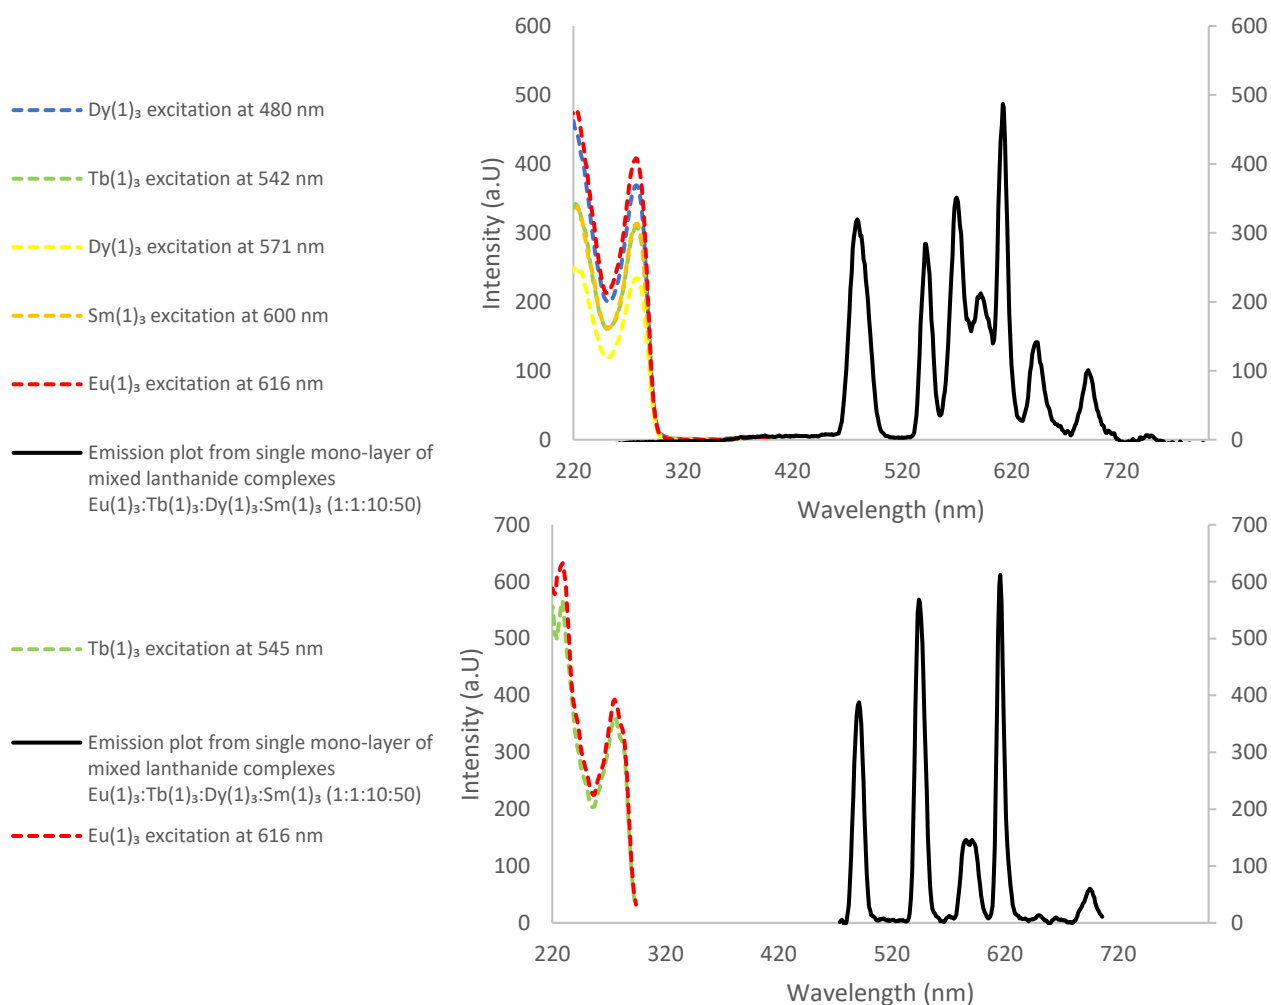 Dy(1)₃ excitation at 480 nm
Tb(1)₃ excitation at 542 nm
Dy(1)₃ excitation at 571 nm
Sm(1)₃ excitation at 600 nm
Eu(1)₃ excitation at 616 nm
Emission plot from single mono-layer of
mixed lanthanide complexes
Eu(1)₃:Tb(1)₃:Dy(1)₃:Sm(1)₃ (1:1:10:50)
600
500
400
300
200
100
0
Intensity (a.U)
600
500
400
300
200
100
0
220 320 420 520 620 720
Wavelength (nm)
Tb(1)₃ excitation at 545 nm
Emission plot from single mono-layer of
mixed lanthanide complexes
Eu(1)₃:Tb(1)₃:Dy(1)₃:Sm(1)₃ (1:1:10:50)
Eu(1)₃ excitation at 616 nm
700
600
500
400
300
200
100
0
Intensity (a.U)
700
600
500
400
300
200
100
0
220 320 420 520 620 720
Wavelength (nm)